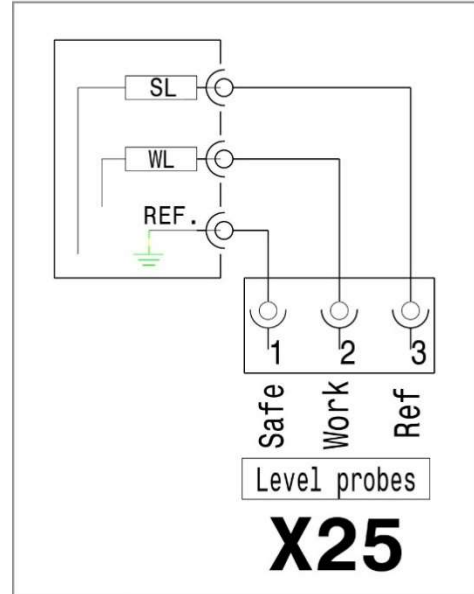 SL
WL
REF.
1 2 3
Safe Work Ref
Level probes
X25